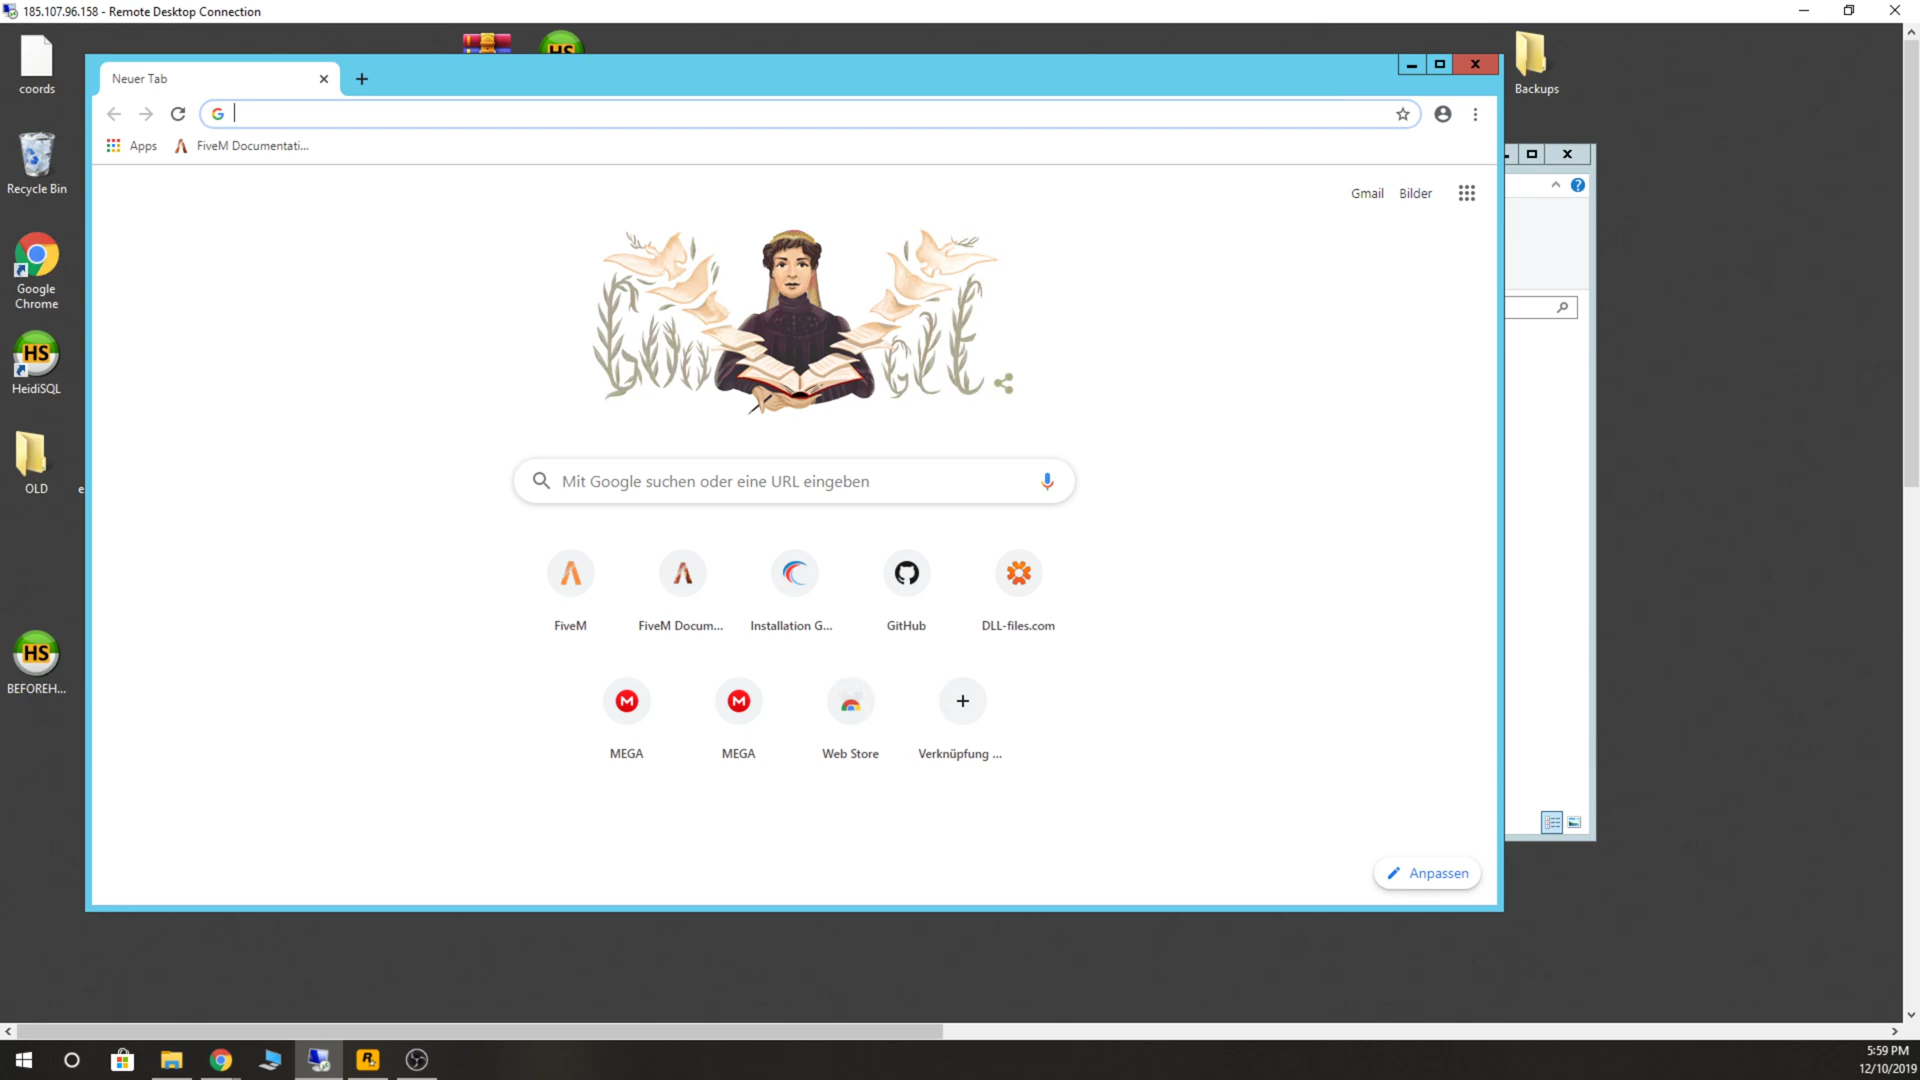 185.107.96.158 - Remote Desktop Connection
coords
Recycle Bin
Google
Chrome
HS
HeidiSQL
OLD
e
HS
BEFOREH...
HS
Backups
Neuer Tab
Apps
FiveM Documentati...
Gmail
Bilder
Mit Google suchen oder eine URL eingeben
FiveM
FiveM Docum...
Installation G...
GitHub
DLL-files.com
MEGA
MEGA
Web Store
Verknüpfung ...
Anpassen
5:59 PM
12/10/2019